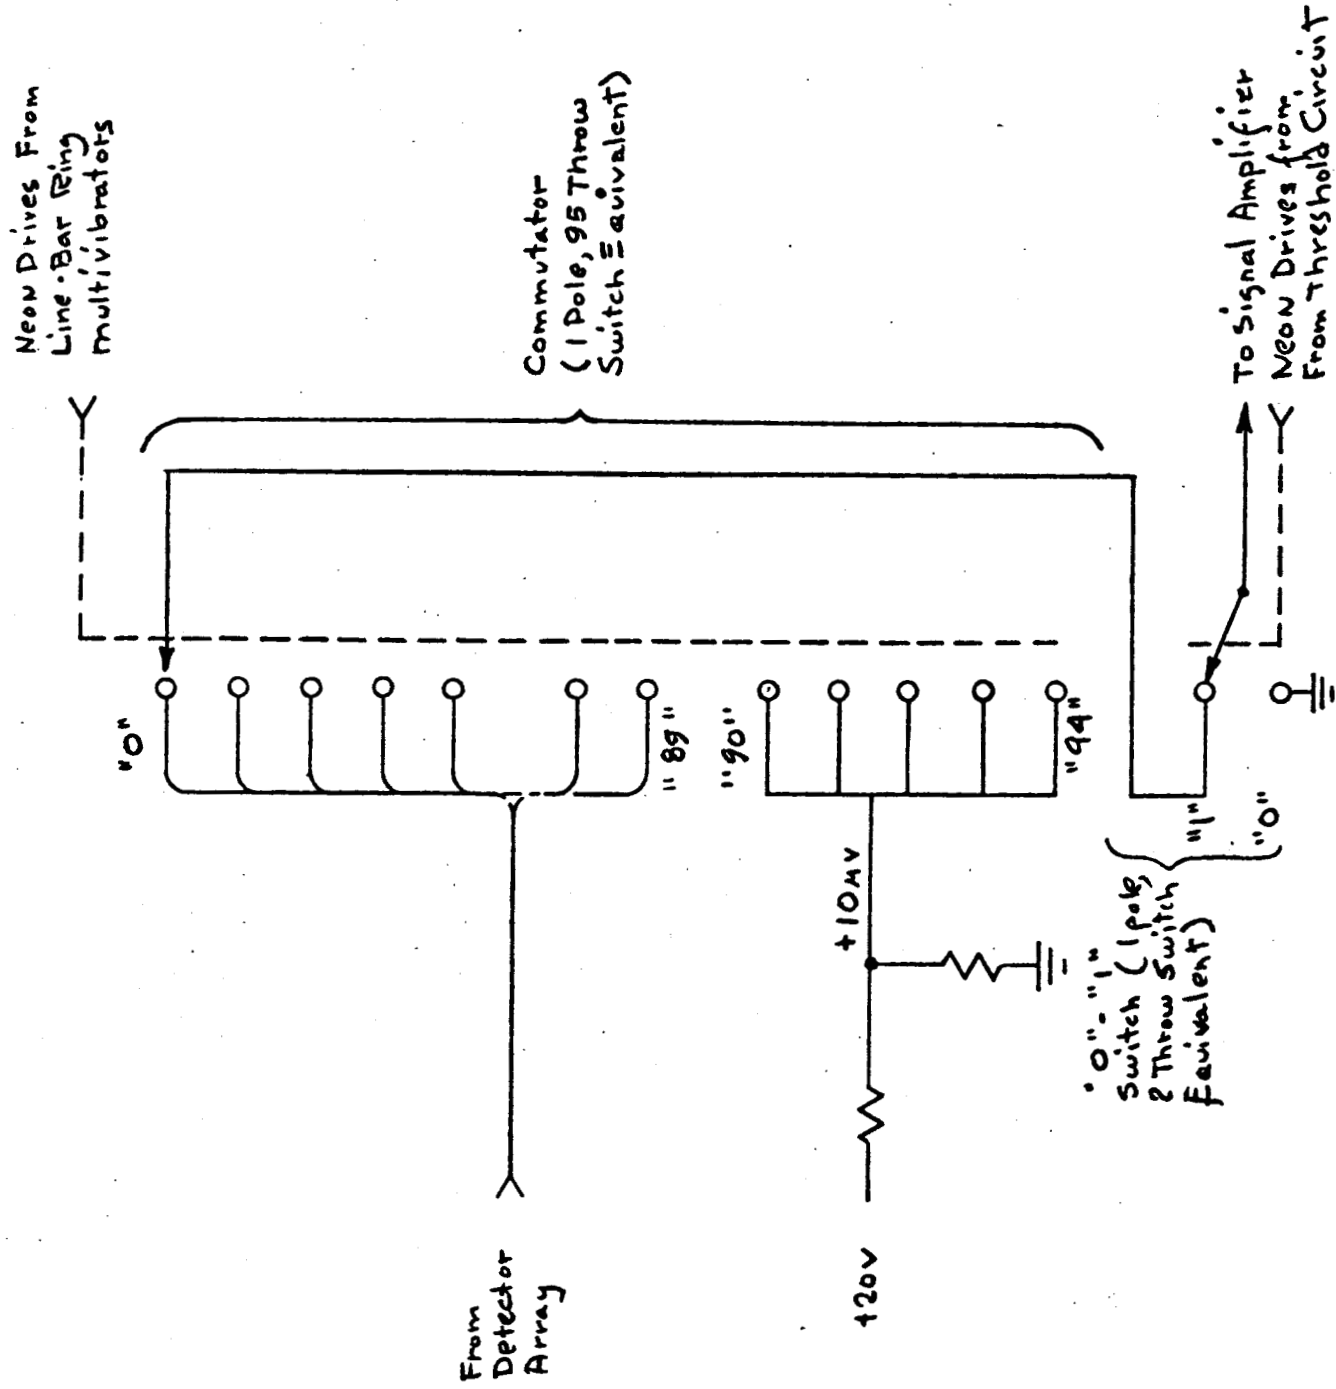 Neon Drives From
Line-Bar Ring
Multivibrators
Commutator
(1 Pole, 95 Throw
Switch Equivalent)
To Signal Amplifier
Neon Drives from
From Threshold Circuit
"0"
"89"
"90"
"94"
"1"
"0"
+10MV
"0"-"1"
Switch (1 pole,
2 Throw Switch
Equivalent)
From
Detector
Array
+20V